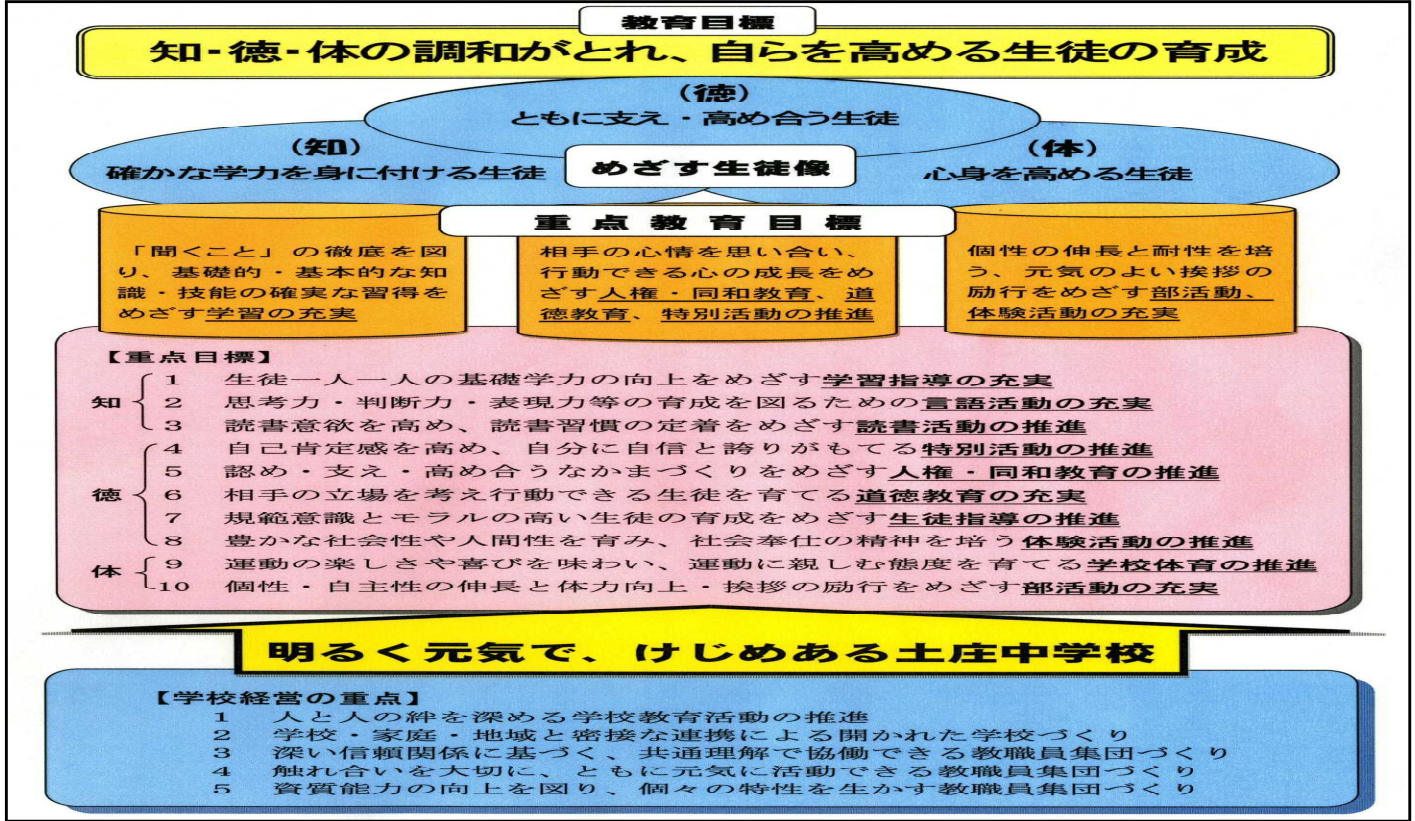 教育目標
知-徳-体の調和がとれ、自らを高める生徒の育成
(徳)
ともに支え・高め合う生徒
(知)
確かな学力を身に付ける生徒
めざす生徒像
(体)
心身を高める生徒
重点教育目標
「聞くこと」の徹底を図
り、基礎的・基本的な知
識・技能の確実な習得を
めざす学習の充実
相手の心情を思い合い、
行動できる心の成長をめ
ざす人権・同和教育、道
徳教育、特別活動の推進
個性の伸長と耐性を培
う、元気のよい挨拶の
励行をめざす部活動、
体験活動の充実
【重点目標】
知
1 生徒一人一人の基礎学力の向上をめざす学習指導の充実
2 思考力・判断力・表現力等の育成を図るための言語活動の充実
3 読書意欲を高め、読書習慣の定着をめざす読書活動の推進
徳
4 自己肯定感を高め、自分に自信と誇りがもてる特別活動の推進
5 認め・支え・高め合うなかまづくりをめざす人権・同和教育の推進
6 相手の立場を考え行動できる生徒を育てる道徳教育の充実
7 規範意識とモラルの高い生徒の育成をめざす生徒指導の推進
8 豊かな社会性や人間性を育み、社会奉仕の精神を培う体験活動の推進
体
9 運動の楽しさや喜びを味わい、運動に親しむ態度を育てる学校体育の推進
10 個性・自主性の伸長と体力向上・挨拶の励行をめざす部活動の充実
明るく元気で、けじめある土庄中学校
【学校経営の重点】
1 人と人の絆を深める学校教育活動の推進
2 学校・家庭・地域と密接な連携による開かれた学校づくり
3 深い信頼関係に基づく、共通理解で協働できる教職員集団づくり
4 触れ合いを大切に、ともに元気に活動できる教職員集団づくり
5 資質能力の向上を図り、個々の特性を生かす教職員集団づくり